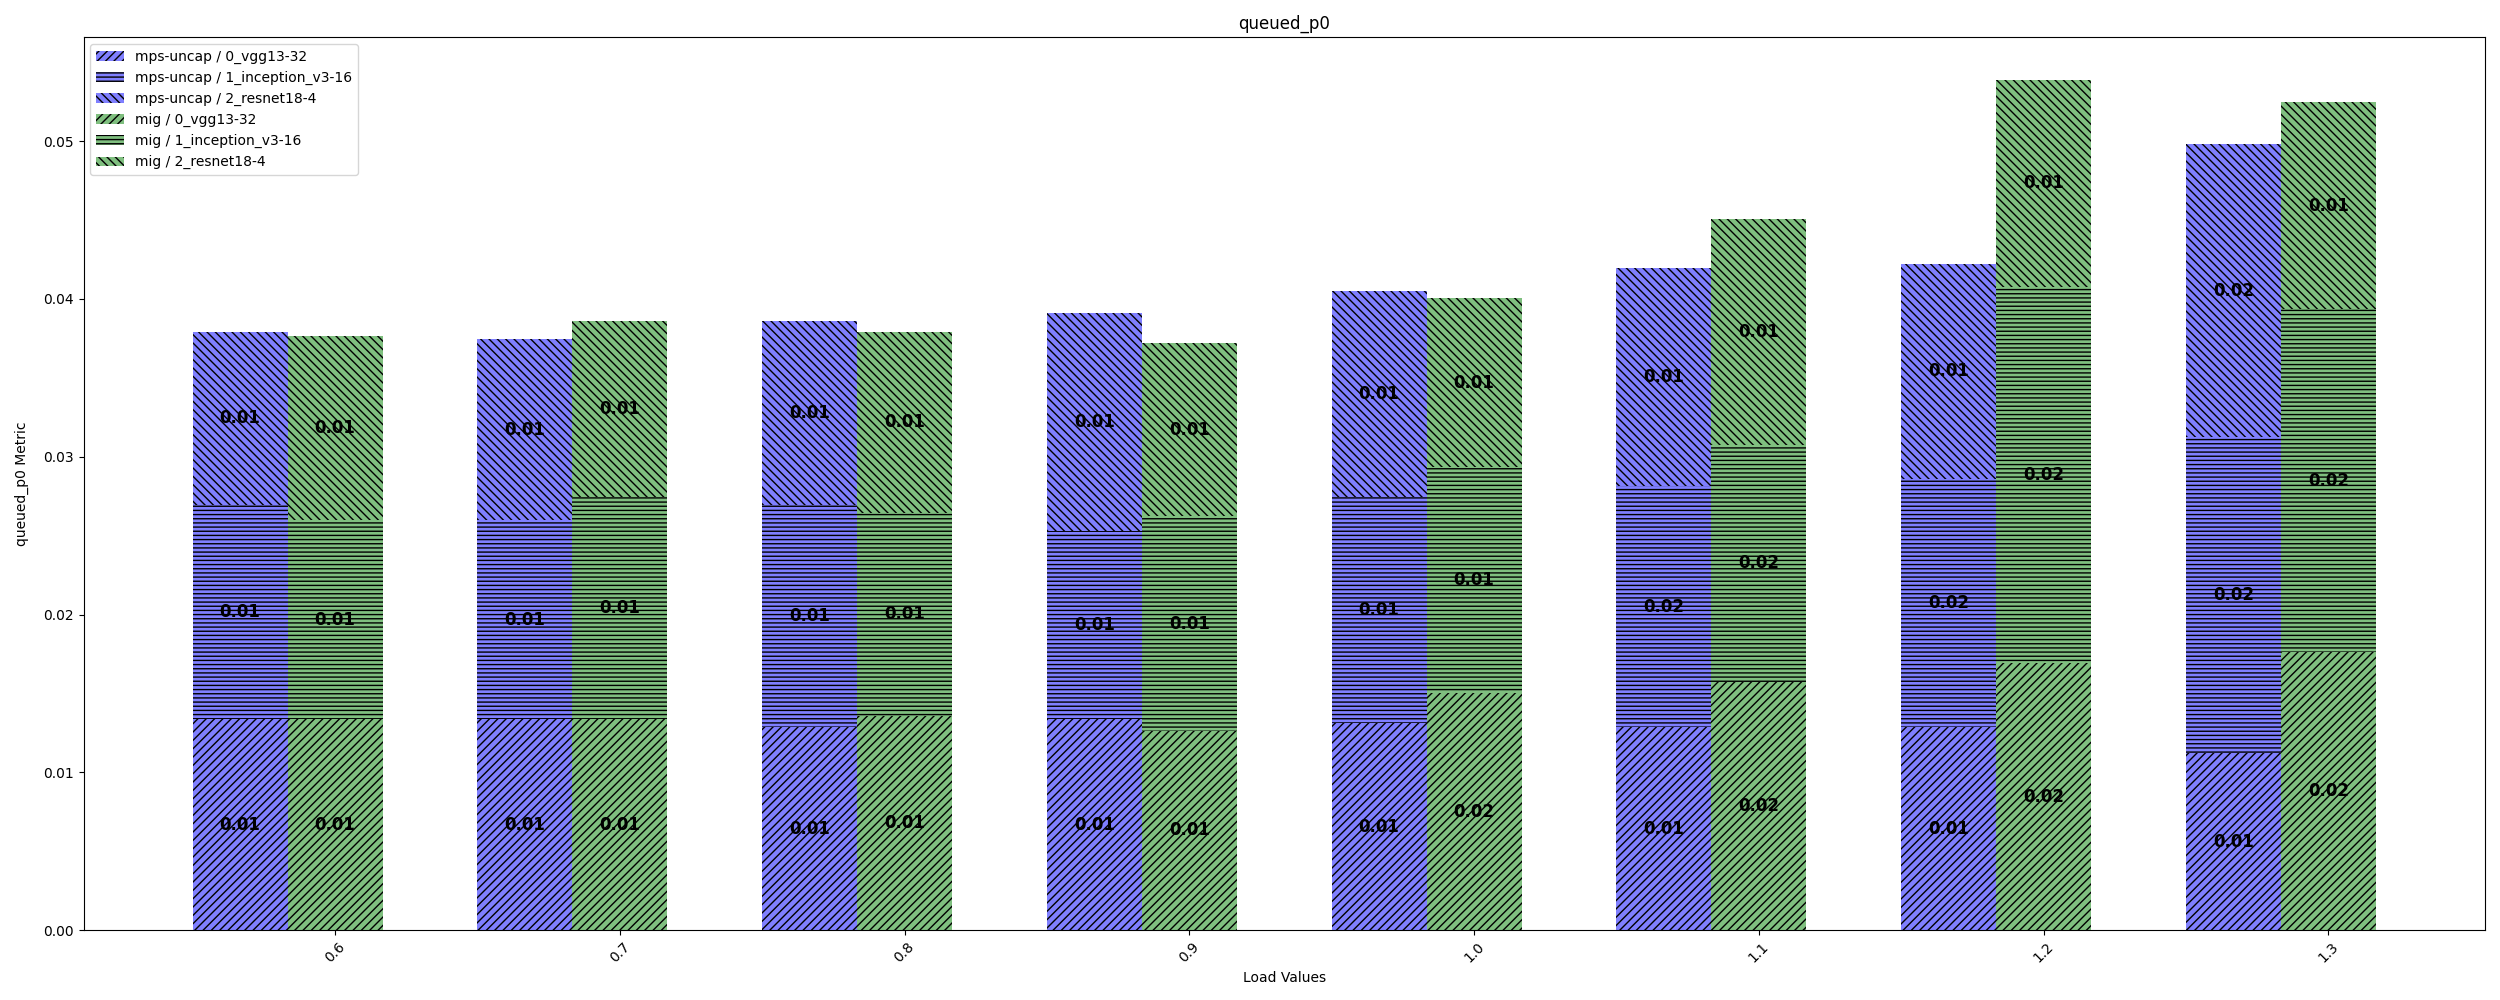 queued_p0
mps-uncap / 0_vgg13-32
mps-uncap / 1_inception_v3-16
mps-uncap / 2_resnet18-4
mig / 0_vgg13-32
mig / 1_inception_v3-16
mig / 2_resnet18-4
queued_p0 Metric
0.05
0.04
0.03
0.02
0.01
0.00
0.01 0.01 0.01 0.01 0.01 0.01 0.01 0.01 0.01 0.01 0.01 0.01 0.01 0.01 0.02 0.01
0.01 0.01 0.01 0.01 0.01 0.01 0.01 0.01 0.01 0.01 0.02 0.02 0.02 0.02 0.02 0.02
0.01 0.01 0.01 0.01 0.01 0.01 0.01 0.01 0.01 0.02 0.01 0.02 0.01 0.02 0.01 0.02
0.6 0.7 0.8 0.9 1.0 1.1 1.2 1.3
Load Values